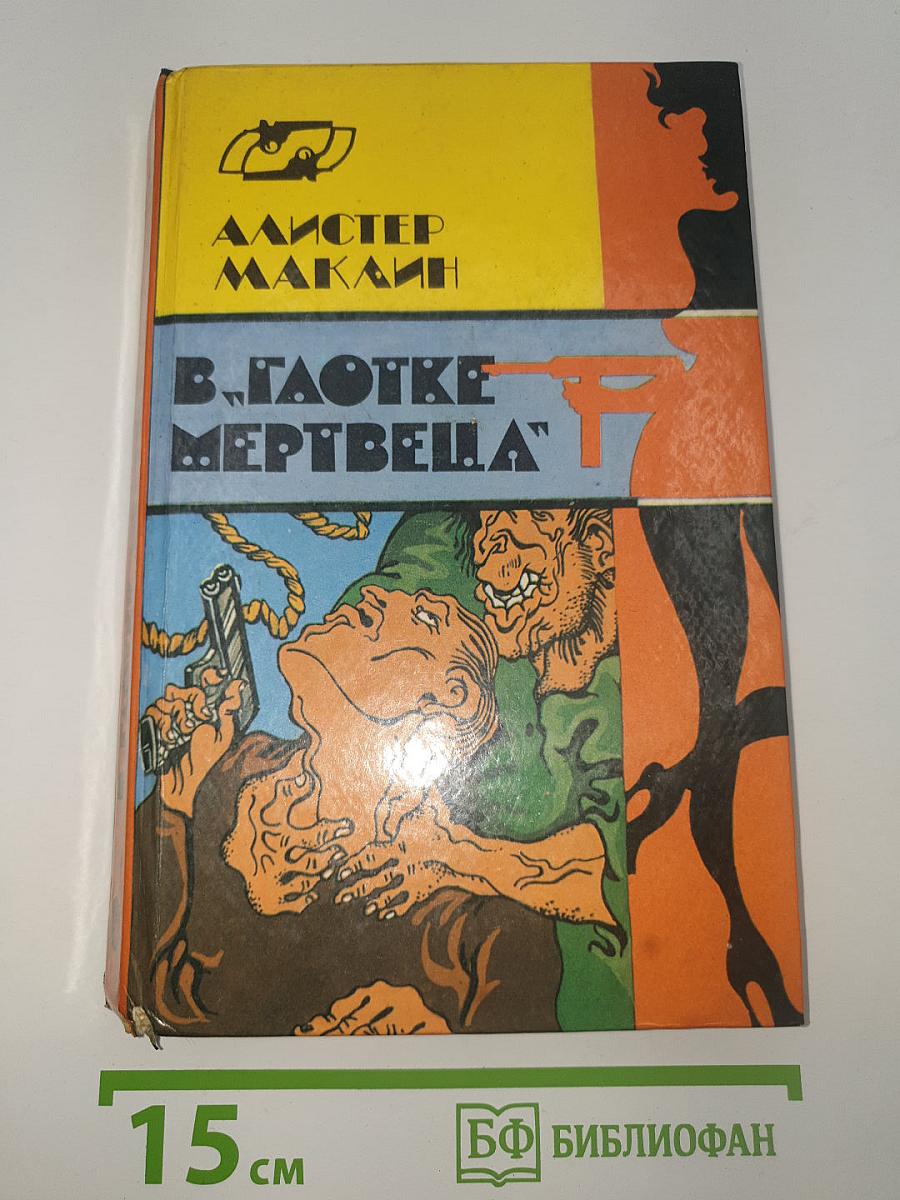 АЛИСТЕР
МАКЛИН
В „ГЛОТКЕ
МЕРТВЕЦА"
15 см
БФ БИБЛИОФАН